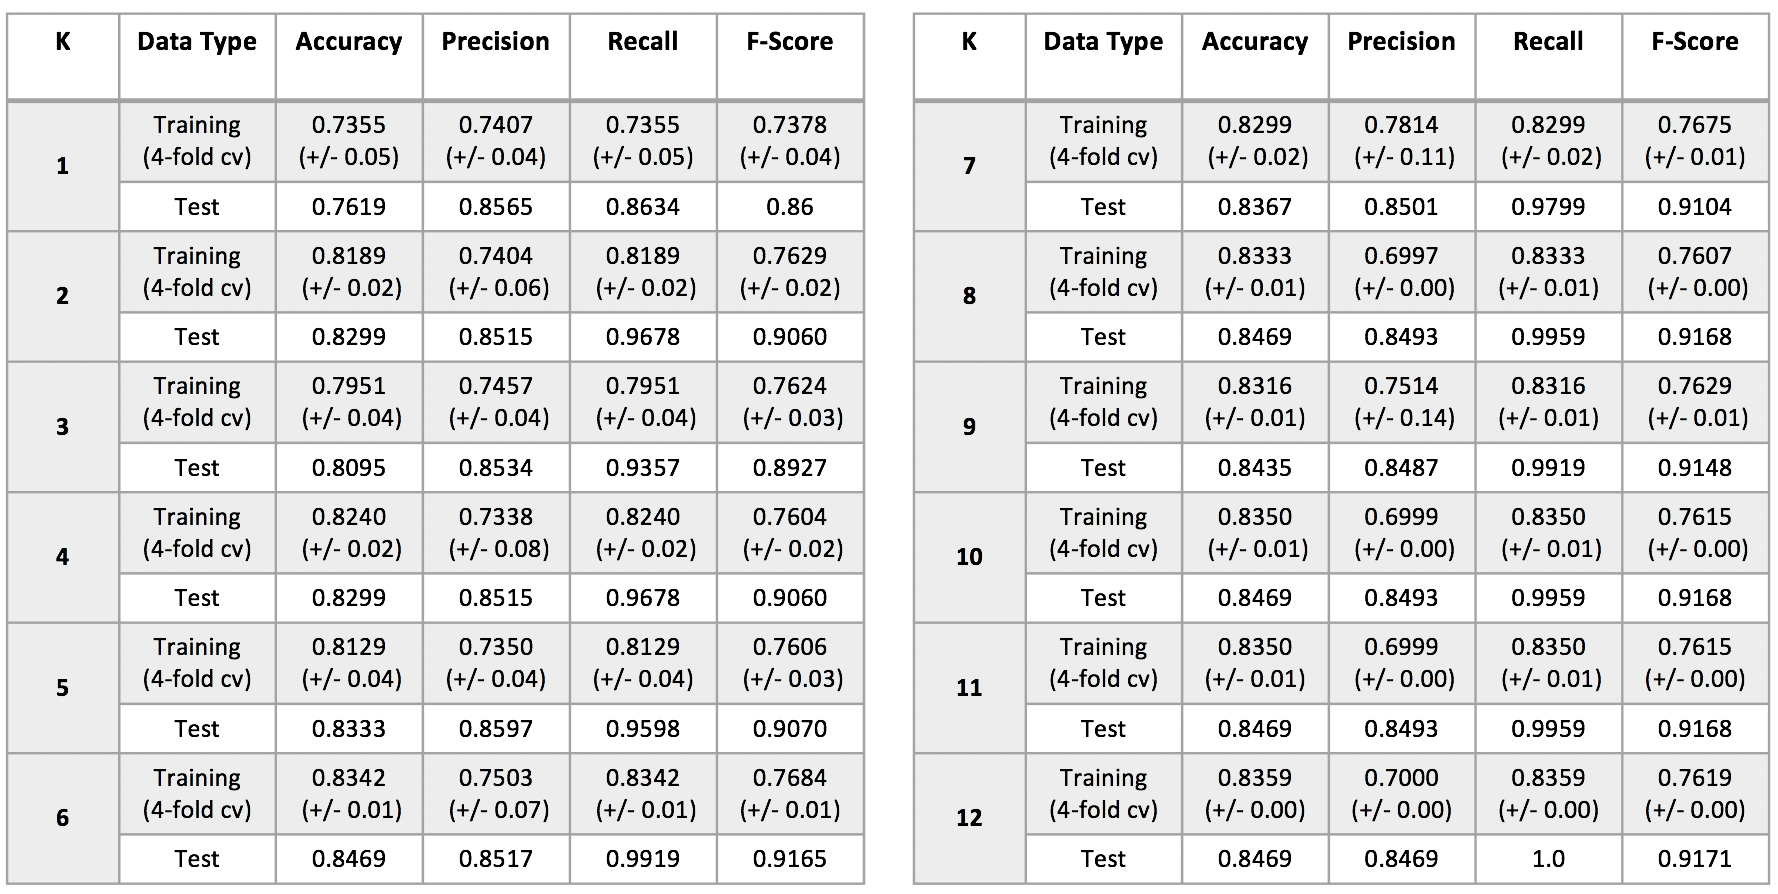 K Data Type Accuracy Precision Recall F-Score
1 Training (4-fold cv) 0.7355 (+/- 0.05) 0.7407 (+/- 0.04) 0.7355 (+/- 0.05) 0.7378 (+/- 0.04)
Test 0.7619 0.8565 0.8634 0.86
2 Training (4-fold cv) 0.8189 (+/- 0.02) 0.7404 (+/- 0.06) 0.8189 (+/- 0.02) 0.7629 (+/- 0.02)
Test 0.8299 0.8515 0.9678 0.9060
3 Training (4-fold cv) 0.7951 (+/- 0.04) 0.7457 (+/- 0.04) 0.7951 (+/- 0.04) 0.7624 (+/- 0.03)
Test 0.8095 0.8534 0.9357 0.8927
4 Training (4-fold cv) 0.8240 (+/- 0.02) 0.7338 (+/- 0.08) 0.8240 (+/- 0.02) 0.7604 (+/- 0.02)
Test 0.8299 0.8515 0.9678 0.9060
5 Training (4-fold cv) 0.8129 (+/- 0.04) 0.7350 (+/- 0.04) 0.8129 (+/- 0.04) 0.7606 (+/- 0.03)
Test 0.8333 0.8597 0.9598 0.9070
6 Training (4-fold cv) 0.8342 (+/- 0.01) 0.7503 (+/- 0.07) 0.8342 (+/- 0.01) 0.7684 (+/- 0.01)
Test 0.8469 0.8517 0.9919 0.9165
K Data Type Accuracy Precision Recall F-Score
7 Training (4-fold cv) 0.8299 (+/- 0.02) 0.7814 (+/- 0.11) 0.8299 (+/- 0.02) 0.7675 (+/- 0.01)
Test 0.8367 0.8501 0.9799 0.9104
8 Training (4-fold cv) 0.8333 (+/- 0.01) 0.6997 (+/- 0.00) 0.8333 (+/- 0.01) 0.7607 (+/- 0.00)
Test 0.8469 0.8493 0.9959 0.9168
9 Training (4-fold cv) 0.8316 (+/- 0.01) 0.7514 (+/- 0.14) 0.8316 (+/- 0.01) 0.7629 (+/- 0.01)
Test 0.8435 0.8487 0.9919 0.9148
10 Training (4-fold cv) 0.8350 (+/- 0.01) 0.6999 (+/- 0.00) 0.8350 (+/- 0.01) 0.7615 (+/- 0.00)
Test 0.8469 0.8493 0.9959 0.9168
11 Training (4-fold cv) 0.8350 (+/- 0.01) 0.6999 (+/- 0.00) 0.8350 (+/- 0.01) 0.7615 (+/- 0.00)
Test 0.8469 0.8493 0.9959 0.9168
12 Training (4-fold cv) 0.8359 (+/- 0.00) 0.7000 (+/- 0.00) 0.8359 (+/- 0.00) 0.7619 (+/- 0.00)
Test 0.8469 0.8469 1.0 0.9171